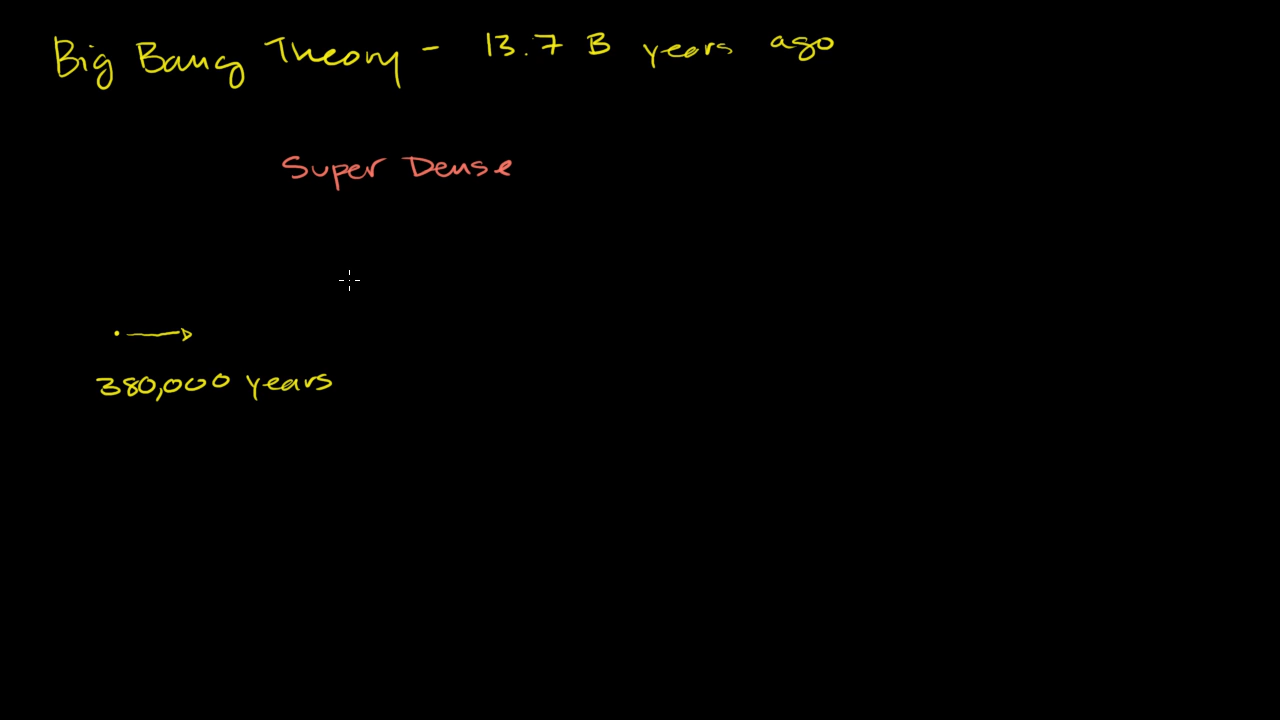 Big Bang Theory - 13.7 B years ago
Super Dense
380,000 years